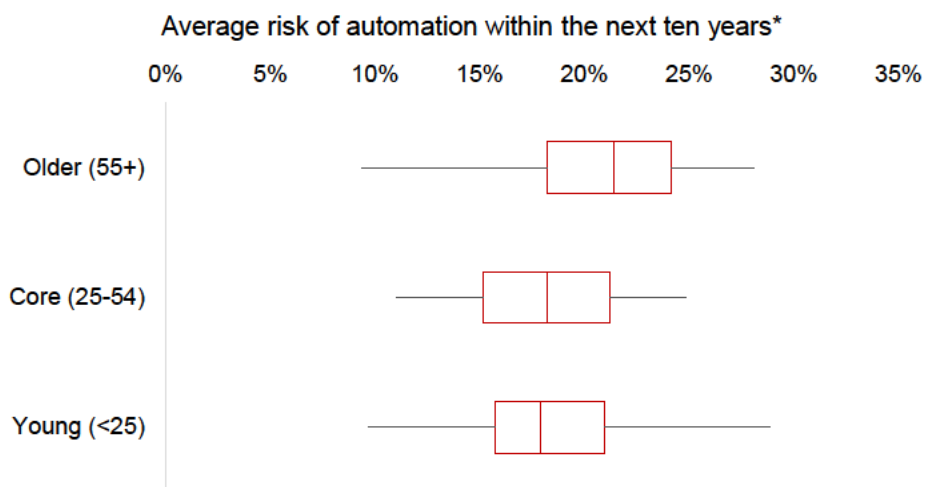 Average risk of automation within the next ten years*
0% 5% 10% 15% 20% 25% 30% 35%
Older (55+)
Core (25-54)
Young (<25)